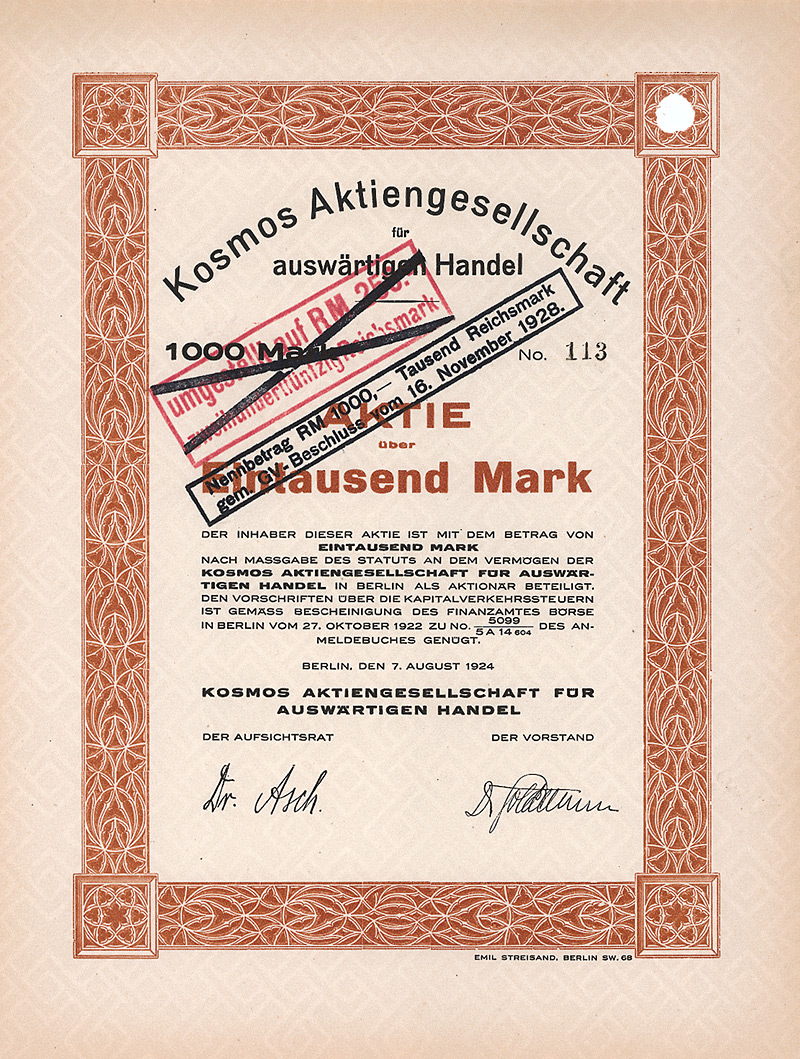 Kosmos Aktiengesellschaft
für
auswärtigen Handel
umgestellt auf RM 250.-
zweihundertfünfzig Reichsmark
1000 Mark
Nennbetrag RM 1000,— Tausend Reichsmark
gem. GV-Beschluss vom 16. November 1928.
No. 113
AKTIE
über
Eintausend Mark
DER INHABER DIESER AKTIE IST MIT DEM BETRAG VON
EINTAUSEND MARK
NACH MASSGABE DES STATUTS AN DEM VERMÖGEN DER
KOSMOS AKTIENGESELLSCHAFT FÜR AUSWÄR-
TIGEN HANDEL IN BERLIN ALS AKTIONÄR BETEILIGT.
DEN VORSCHRIFTEN ÜBER DIE KAPITALVERKEHRSSTEUERN
IST GEMÄSS BESCHEINIGUNG DES FINANZAMTES BÖRSE
IN BERLIN VOM 27. OKTOBER 1922 ZU No. 5099 / 5 A 14 604 DES AN-
MELDEBUCHES GENÜGT.
BERLIN, DEN 7. AUGUST 1924
KOSMOS AKTIENGESELLSCHAFT FÜR
AUSWÄRTIGEN HANDEL
DER AUFSICHTSRAT DER VORSTAND
Dr. Asch.
EMIL STREISAND, BERLIN SW. 68